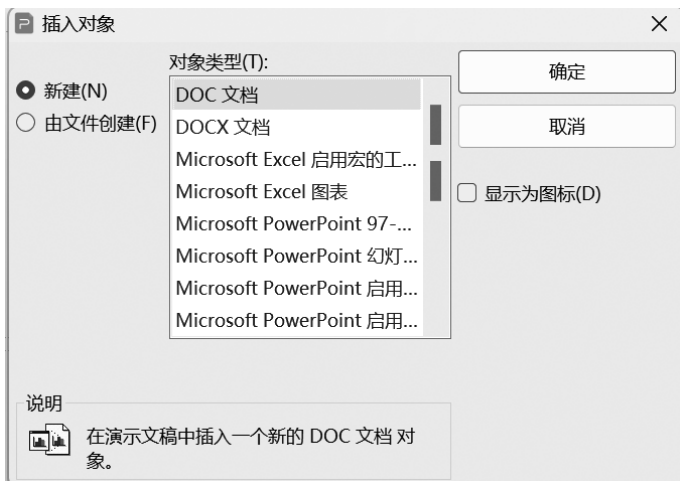 插入对象
对象类型(T):
新建(N)
由文件创建(F)
DOC 文档
DOCX 文档
Microsoft Excel 启用宏的工...
Microsoft Excel 图表
Microsoft PowerPoint 97-...
Microsoft PowerPoint 幻灯...
Microsoft PowerPoint 启用...
Microsoft PowerPoint 启用...
确定
取消
显示为图标(D)
说明
在演示文稿中插入一个新的 DOC 文档 对
象。